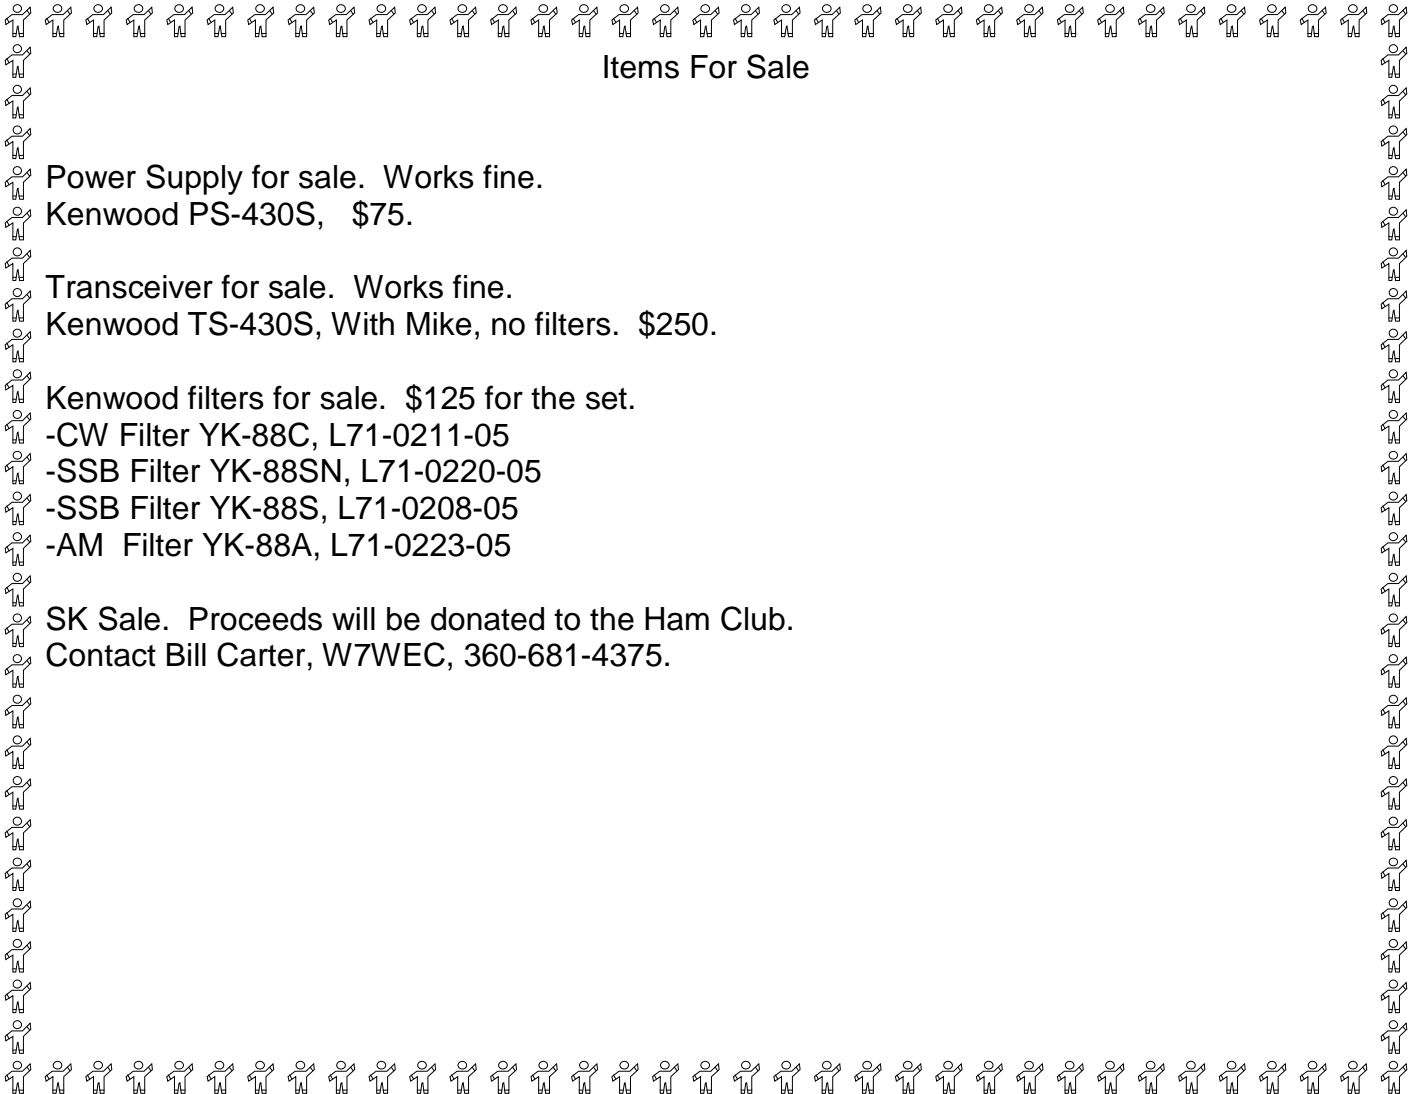 Items For Sale
Power Supply for sale.  Works fine.
Kenwood PS-430S,   $75.
Transceiver for sale.  Works fine.
Kenwood TS-430S, With Mike, no filters.  $250.
Kenwood filters for sale.  $125 for the set.
-CW Filter YK-88C, L71-0211-05
-SSB Filter YK-88SN, L71-0220-05
-SSB Filter YK-88S, L71-0208-05
-AM  Filter YK-88A, L71-0223-05
SK Sale.  Proceeds will be donated to the Ham Club.
Contact Bill Carter, W7WEC, 360-681-4375.